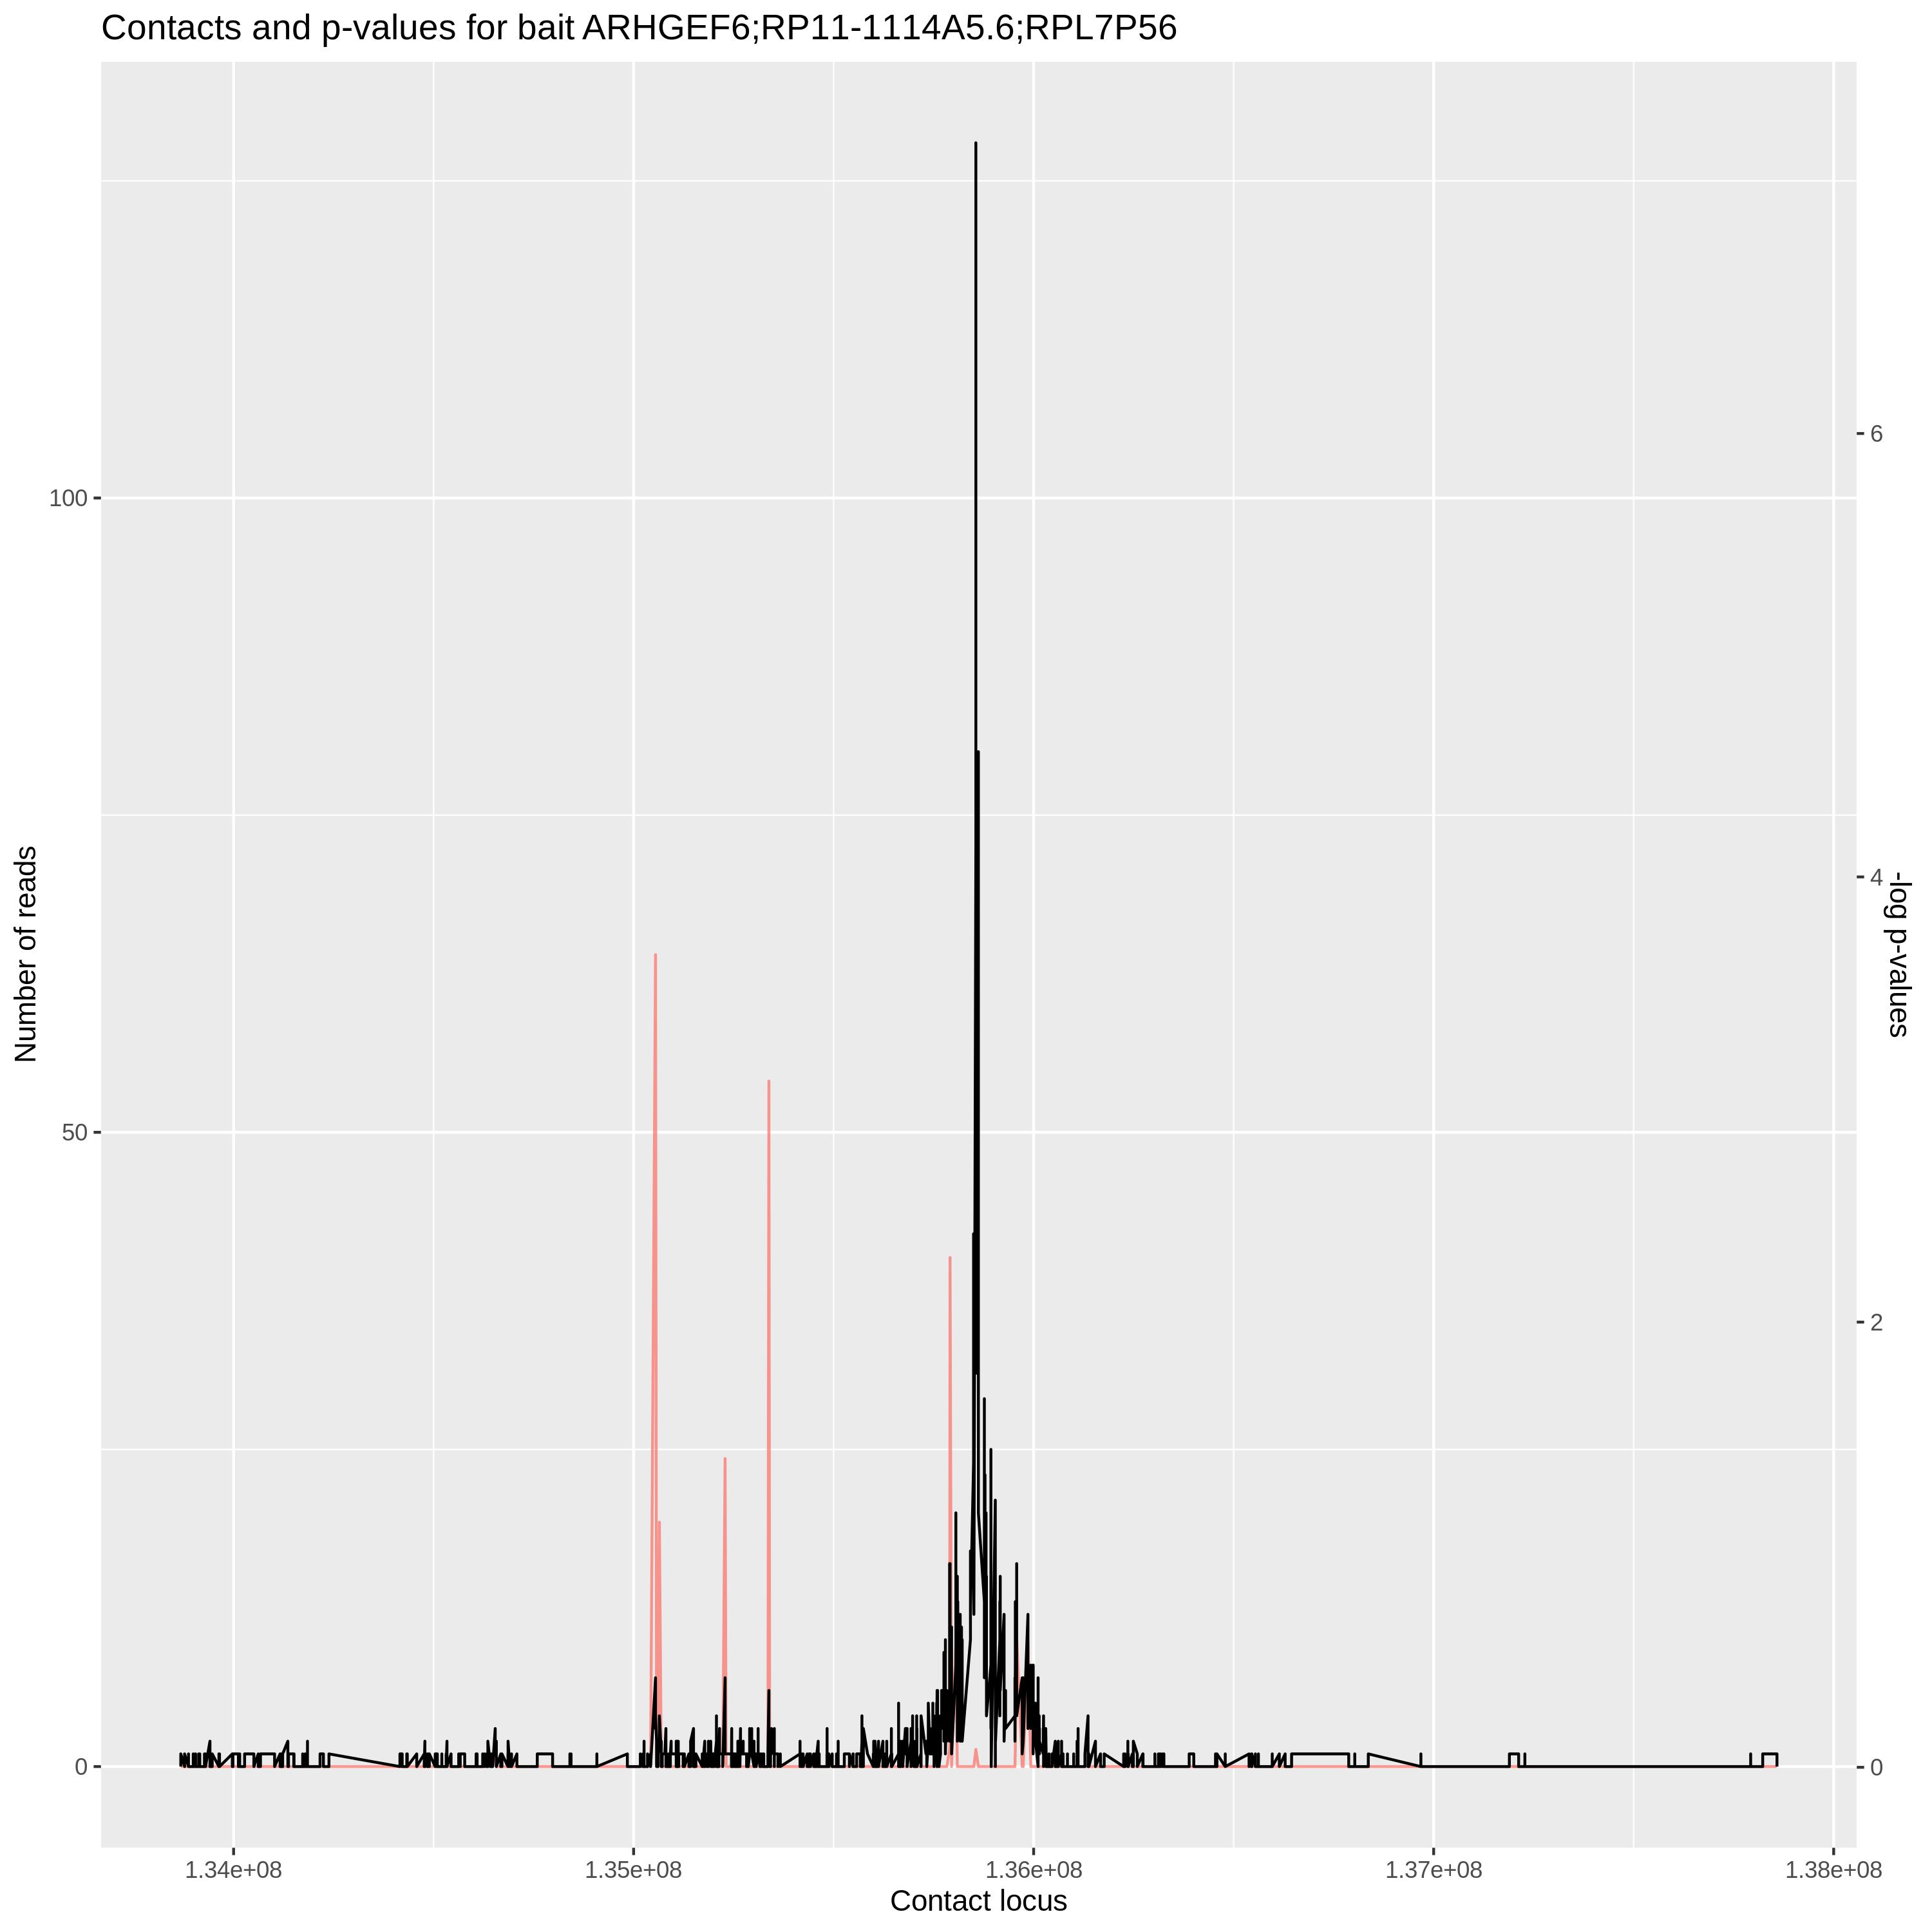 Contacts and p-values for bait ARHGEF6;RP11-1114A5.6;RPL7P56
Number of reads
100
50
0
6
4
2
0
-log p-values
1.34e+08
1.35e+08
1.36e+08
1.37e+08
1.38e+08
Contact locus